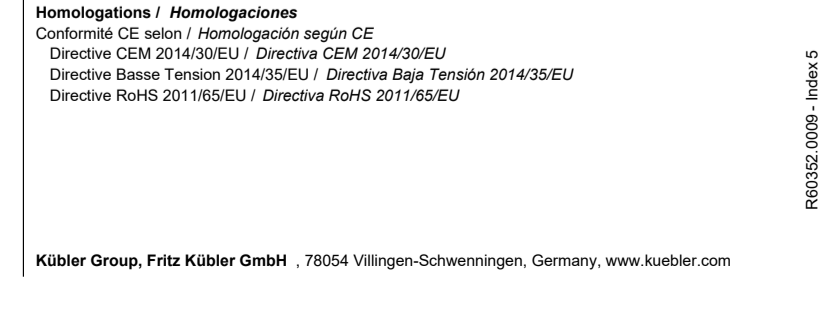 Homologations / Homologaciones
Conformité CE selon / Homologación según CE
Directive CEM 2014/30/EU / Directiva CEM 2014/30/EU
Directive Basse Tension 2014/35/EU / Directiva Baja Tensión 2014/35/EU
Directive RoHS 2011/65/EU / Directiva RoHS 2011/65/EU
R60352.0009 - Index 5
Kübler Group, Fritz Kübler GmbH , 78054 Villingen-Schwenningen, Germany, www.kuebler.com